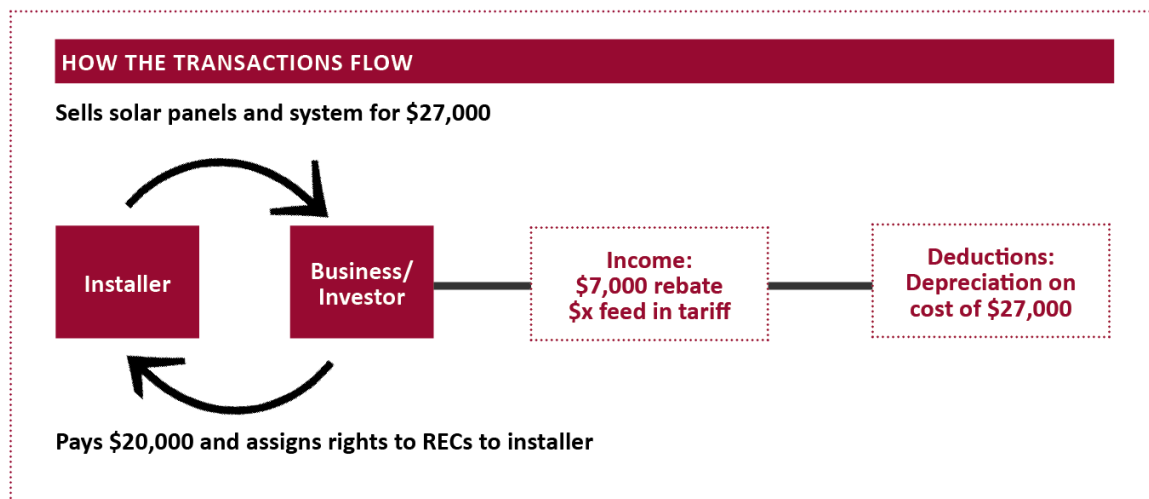 HOW THE TRANSACTIONS FLOW
Sells solar panels and system for $27,000
Installer
Business/
Investor
Income:
$7,000 rebate
$x feed in tariff
Deductions:
Depreciation on
cost of $27,000
Pays $20,000 and assigns rights to RECs to installer